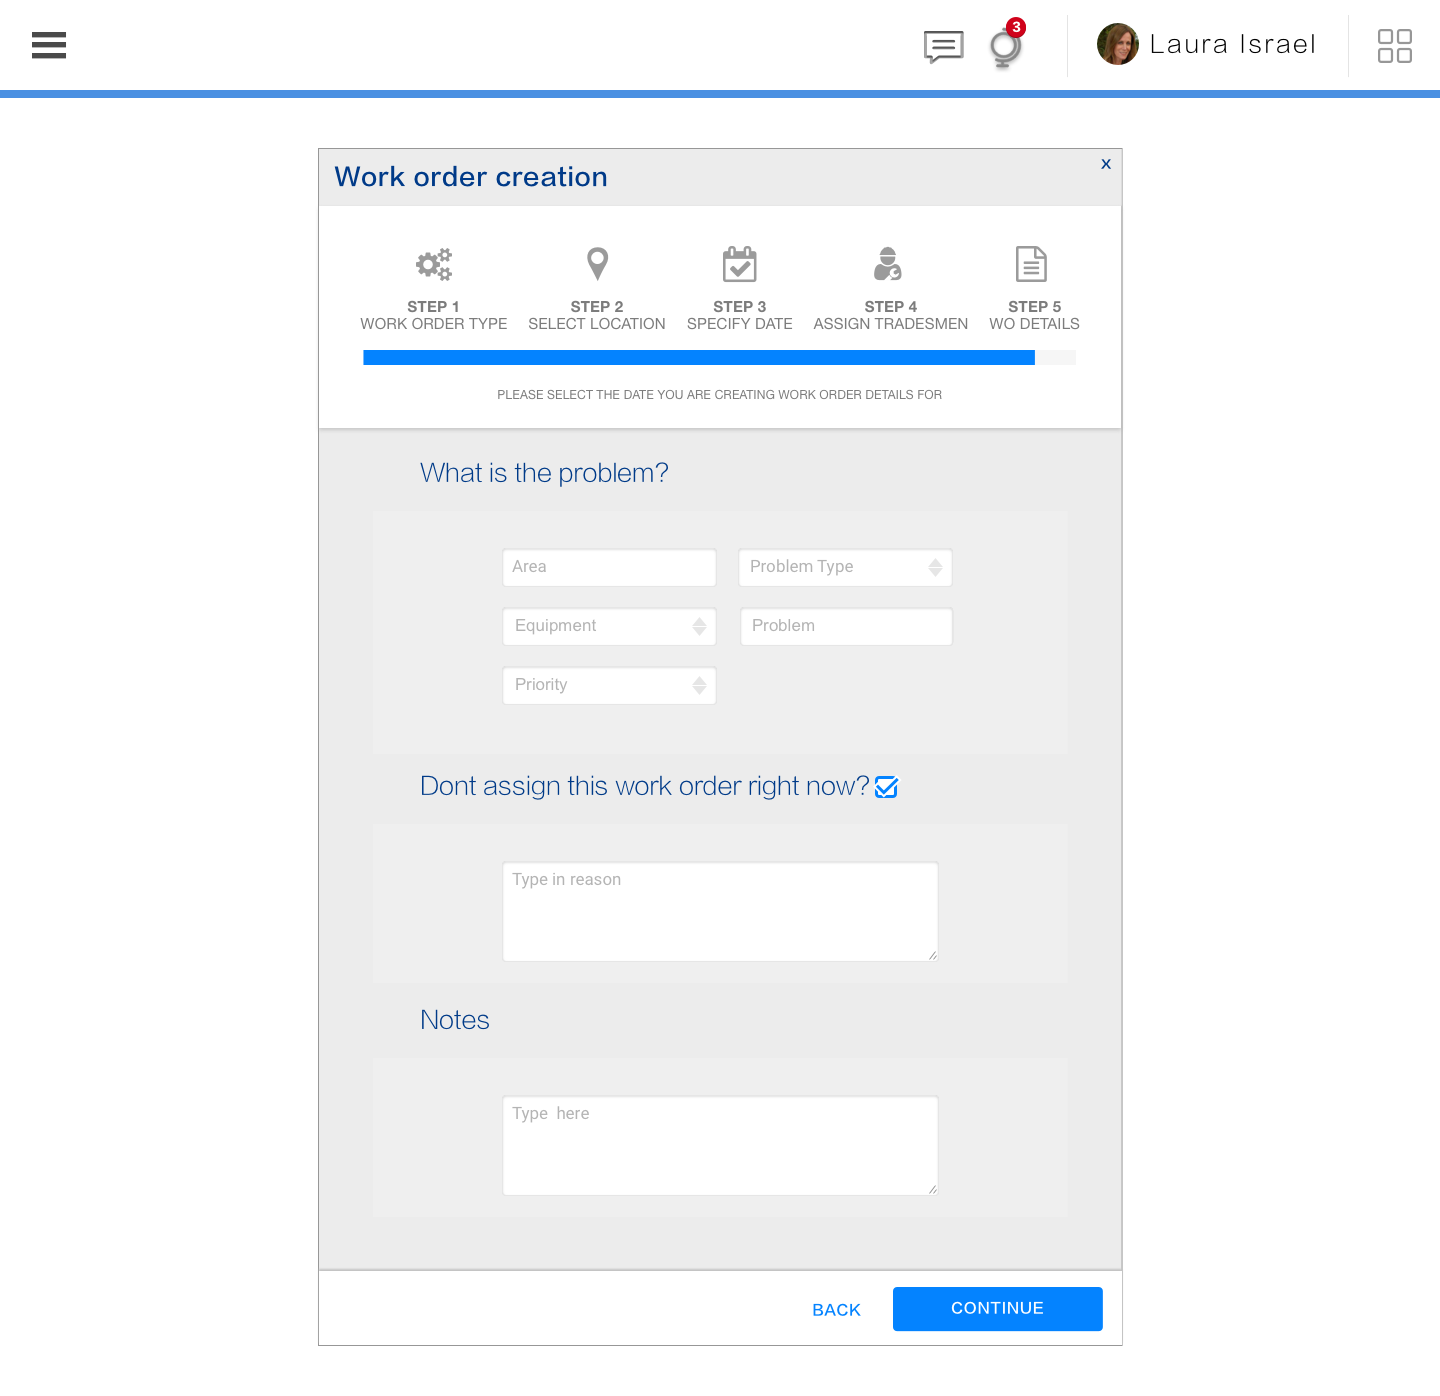 3
Laura Israel
Work order creation
x
STEP 1
WORK ORDER TYPE
STEP 2
SELECT LOCATION
STEP 3
SPECIFY DATE
STEP 4
ASSIGN TRADESMEN
STEP 5
WO DETAILS
PLEASE SELECT THE DATE YOU ARE CREATING WORK ORDER DETAILS FOR
What is the problem?
Area
Problem Type
Equipment
Problem
Priority
Dont assign this work order right now?
Type in reason
Notes
Type here
BACK
CONTINUE